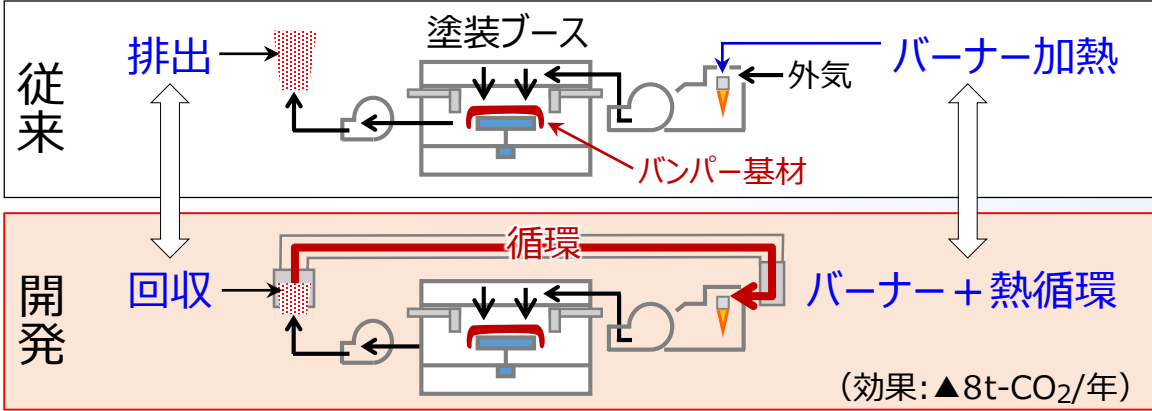 従来
排出
塗装ブース
外気
バーナー加熱
バンパー基材
開発
循環
回収
バーナー＋熱循環
（効果:▲8t-CO₂/年）